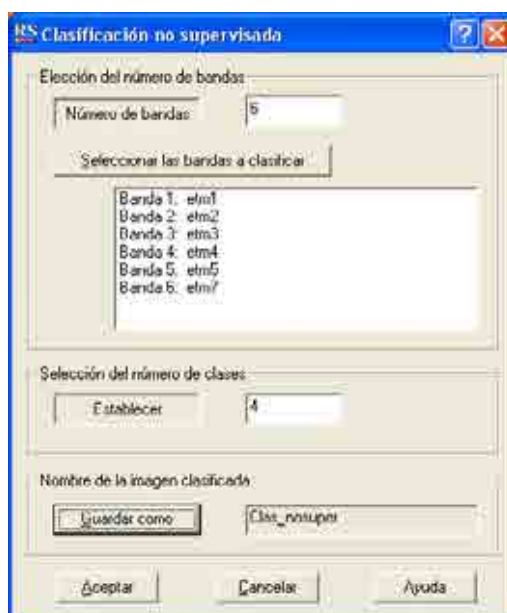 RS Clasificación no supervisada
Elección del número de bandas
Número de bandas 6
Seleccionar las bandas a clasificar
Banda 1: etm1
Banda 2: etm2
Banda 3: etm3
Banda 4: etm4
Banda 5: etm5
Banda 6: etm7
Selección del número de clases
Establecer 4
Nombre de la imagen clasificada
Guardar como Clas_nosuper
Aceptar Cancelar Ayuda